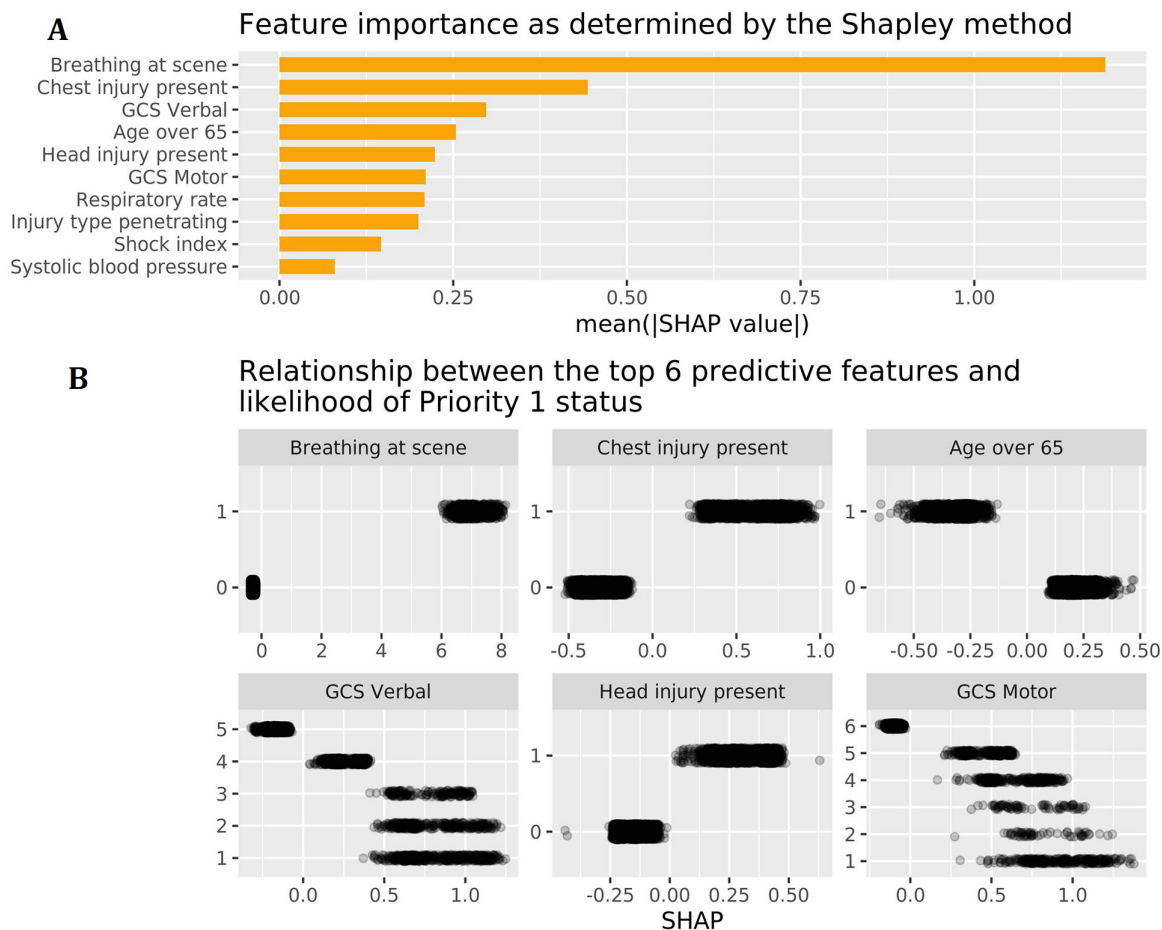 A
Feature importance as determined by the Shapley method
Breathing at scene
Chest injury present
GCS Verbal
Age over 65
Head injury present
GCS Motor
Respiratory rate
Injury type penetrating
Shock index
Systolic blood pressure
0.00 0.25 0.50 0.75 1.00
mean(|SHAP value|)
B
Relationship between the top 6 predictive features and
likelihood of Priority 1 status
Breathing at scene
1
0
0 2 4 6 8
Chest injury present
1
0
-0.5 0.0 0.5 1.0
Age over 65
1
0
-0.50 -0.25 0.00 0.25 0.50
GCS Verbal
5
4
3
2
1
0.0 0.5 1.0
Head injury present
1
0
-0.25 0.00 0.25 0.50
GCS Motor
6
5
4
3
2
1
0.0 0.5 1.0
SHAP